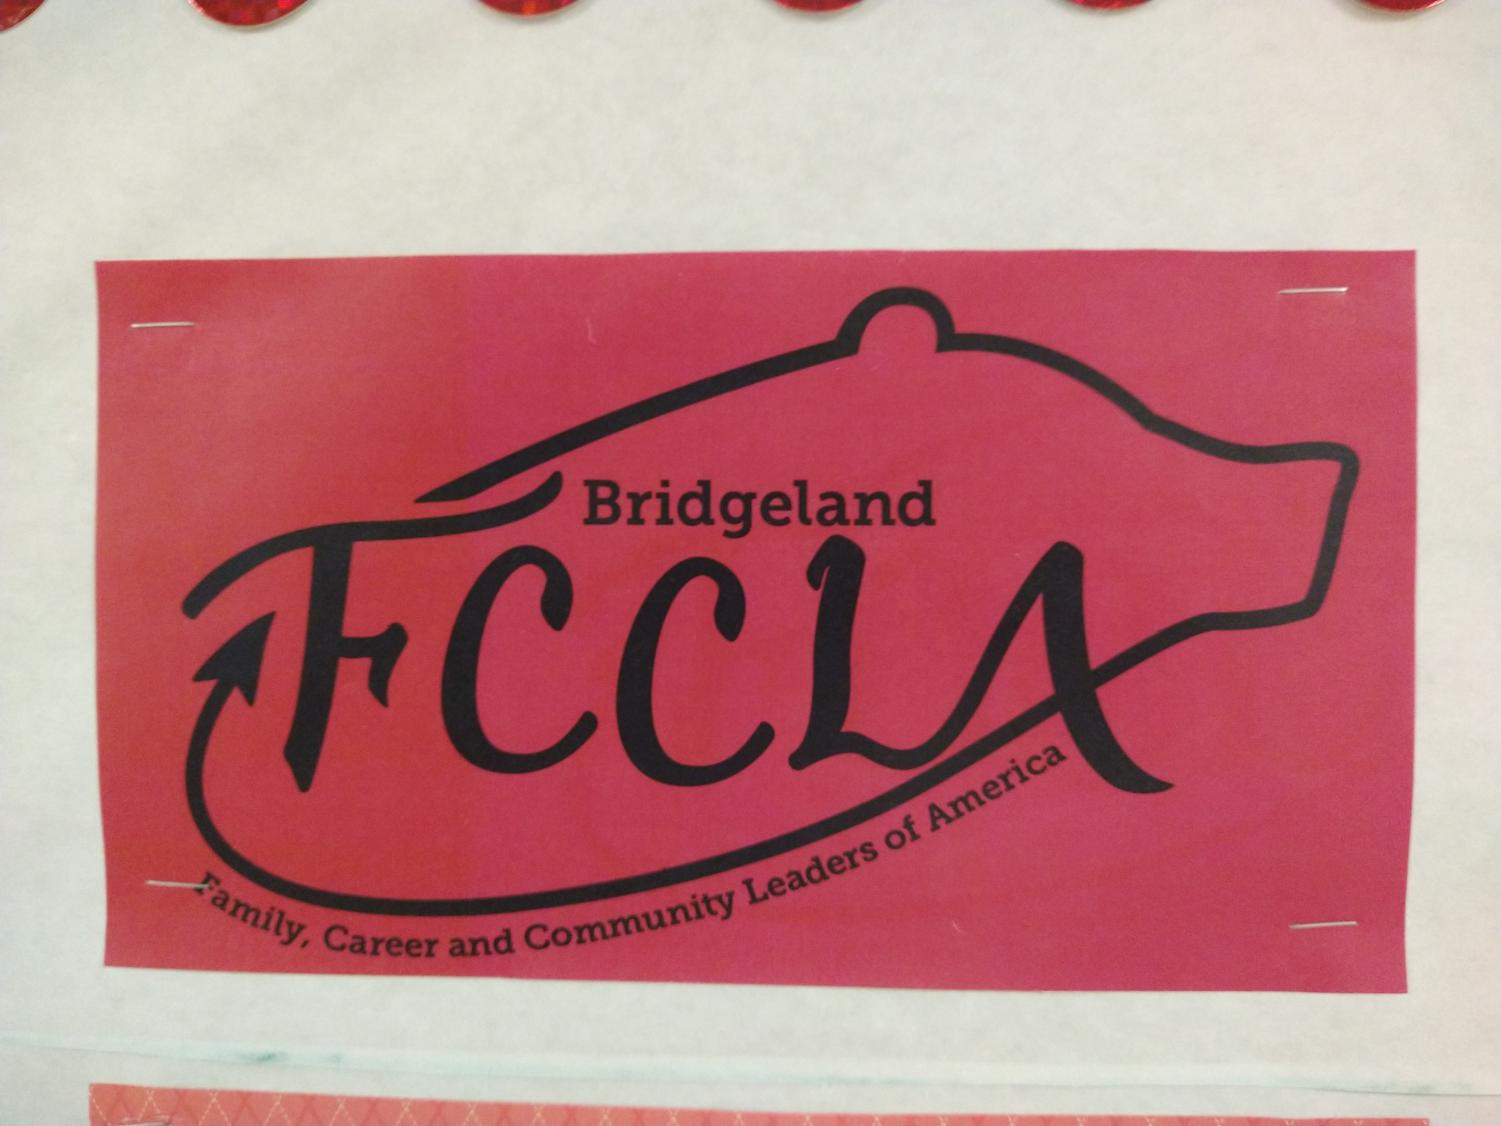 Bridgeland
FCCLA
Family, Career and Community Leaders of America